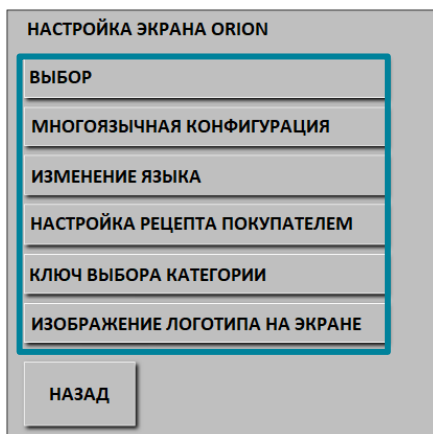 НАСТРОЙКА ЭКРАНА ORION
ВЫБОР
МНОГОЯЗЫЧНАЯ КОНФИГУРАЦИЯ
ИЗМЕНЕНИЕ ЯЗЫКА
НАСТРОЙКА РЕЦЕПТА ПОКУПАТЕЛЕМ
КЛЮЧ ВЫБОРА КАТЕГОРИИ
ИЗОБРАЖЕНИЕ ЛОГОТИПА НА ЭКРАНЕ
НАЗАД